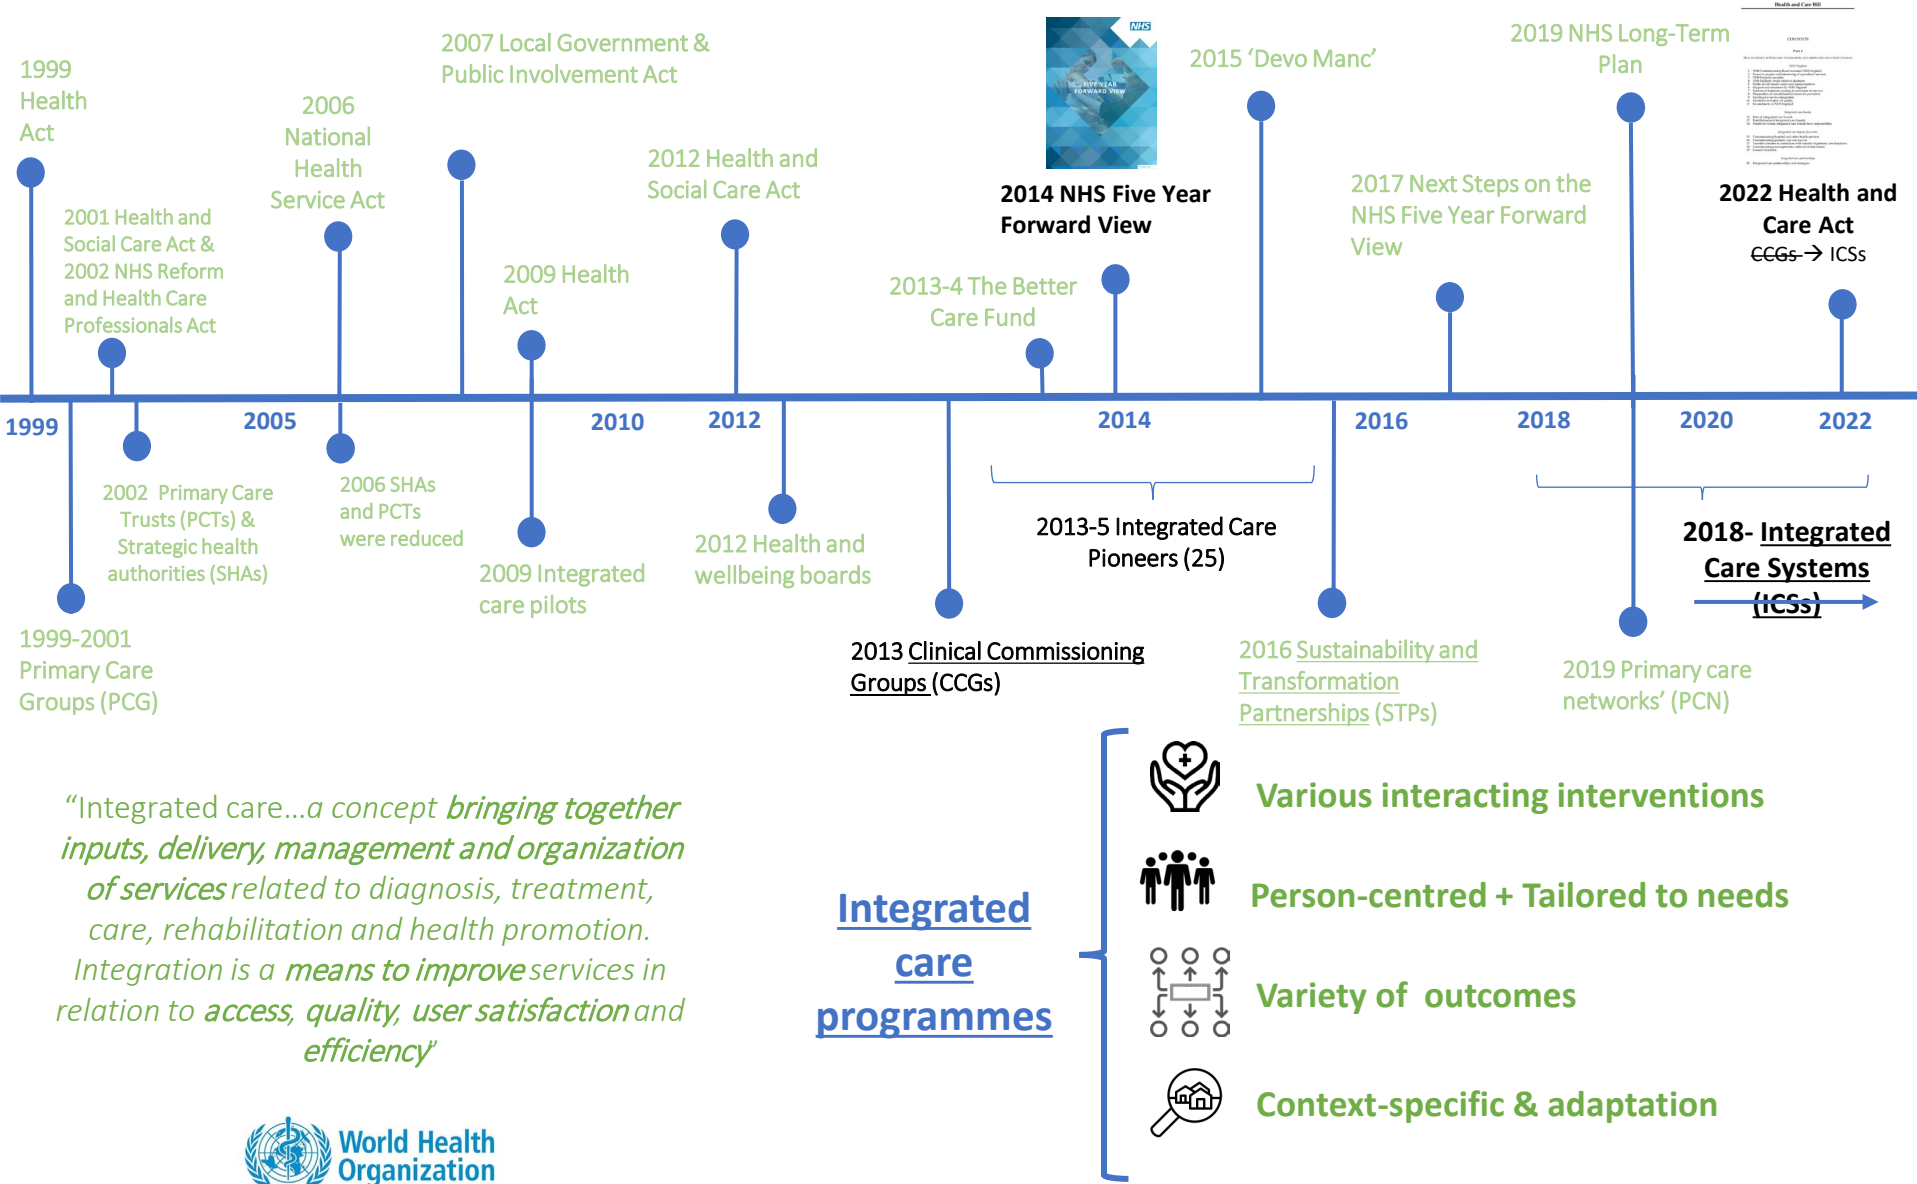 1999
Health
Act
2001 Health and
Social Care Act &
2002 NHS Reform
and Health Care
Professionals Act
2006
National
Health
Service Act
2007 Local Government &
Public Involvement Act
2009 Health
Act
2012 Health and
Social Care Act
2013-4 The Better
Care Fund
NHS
FIVE YEAR
FORWARD VIEW
2014 NHS Five Year
Forward View
2015 ‘Devo Manc’
2017 Next Steps on the
NHS Five Year Forward
View
2019 NHS Long-Term
Plan
Health and Care Bill
CONTENTS
2022 Health and
Care Act
CCGs → ICSs
1999
2005
2010
2012
2014
2016
2018
2020
2022
1999-2001
Primary Care
Groups (PCG)
2002 Primary Care
Trusts (PCTs) &
Strategic health
authorities (SHAs)
2006 SHAs
and PCTs
were reduced
2009 Integrated
care pilots
2012 Health and
wellbeing boards
2013 Clinical Commissioning
Groups (CCGs)
2013-5 Integrated Care
Pioneers (25)
2016 Sustainability and
Transformation
Partnerships (STPs)
2018- Integrated
Care Systems
(ICSs)
2019 Primary care
networks’ (PCN)
“Integrated care...a concept bringing together
inputs, delivery, management and organization
of services related to diagnosis, treatment,
care, rehabilitation and health promotion.
Integration is a means to improve services in
relation to access, quality, user satisfaction and
efficiency”
World Health
Organization
Integrated
care
programmes
Various interacting interventions
Person-centred + Tailored to needs
Variety of outcomes
Context-specific & adaptation